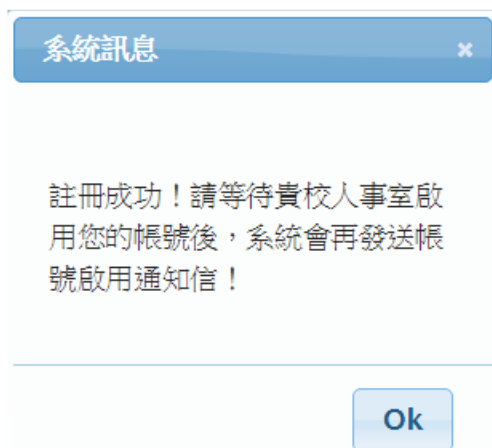 系統訊息
×
註冊成功！請等待貴校人事室啟
用您的帳號後，系統會再發送帳
號啟用通知信！
Ok